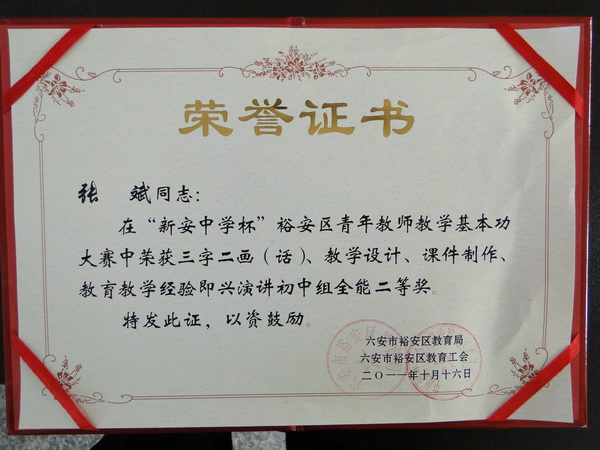 荣誉证书
张 斌同志：
在“新安中学杯”裕安区青年教师教学基本功
大赛中荣获三字二画（话）、教学设计、课件制作、
教育教学经验即兴演讲初中组全能二等奖。
特发此证，以资鼓励。
六安市裕安区教育局
六安市裕安区教育工会
二〇一一年十月十六日